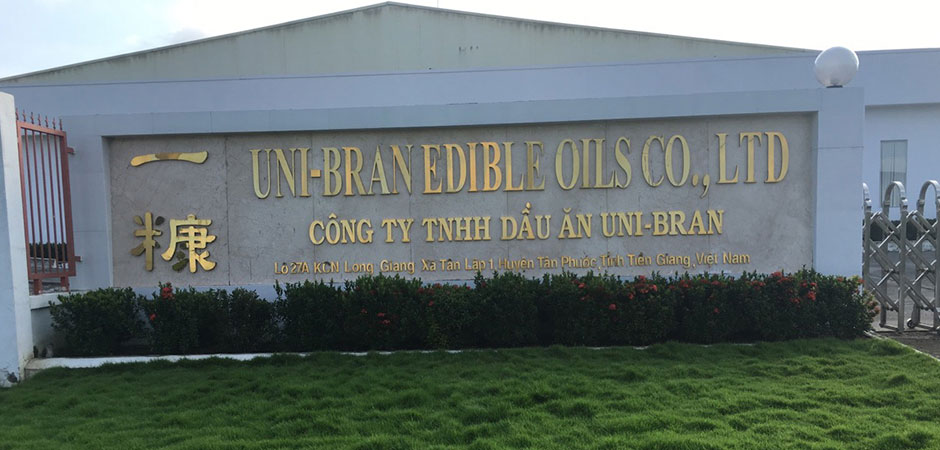 一
糠
UNI-BRAN EDIBLE OILS CO., LTD
CÔNG TY TNHH DẦU ĂN UNI-BRAN
Lô 27A KCN Long Giang, Xã Tân Lập 1, Huyện Tân Phước, Tỉnh Tiền Giang, Việt Nam